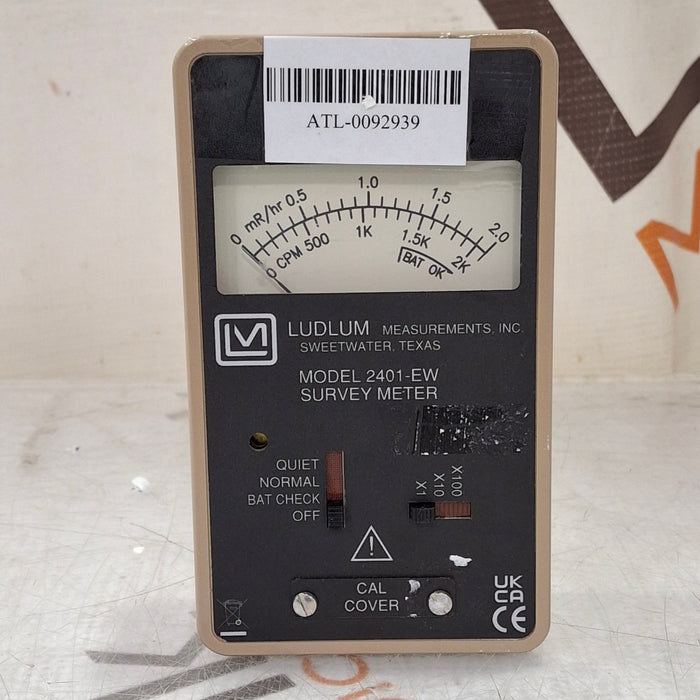 ATL-0092939
0 mR/hr 0.5 1.0 1.5 2.0
0 CPM 500 1K 1.5K 2K
BAT OK
LM LUDLUM MEASUREMENTS, INC.
SWEETWATER, TEXAS
MODEL 2401-EW
SURVEY METER
QUIET
NORMAL
BAT CHECK
OFF
X1
X10
X100
CAL
COVER
UK
CA
CE